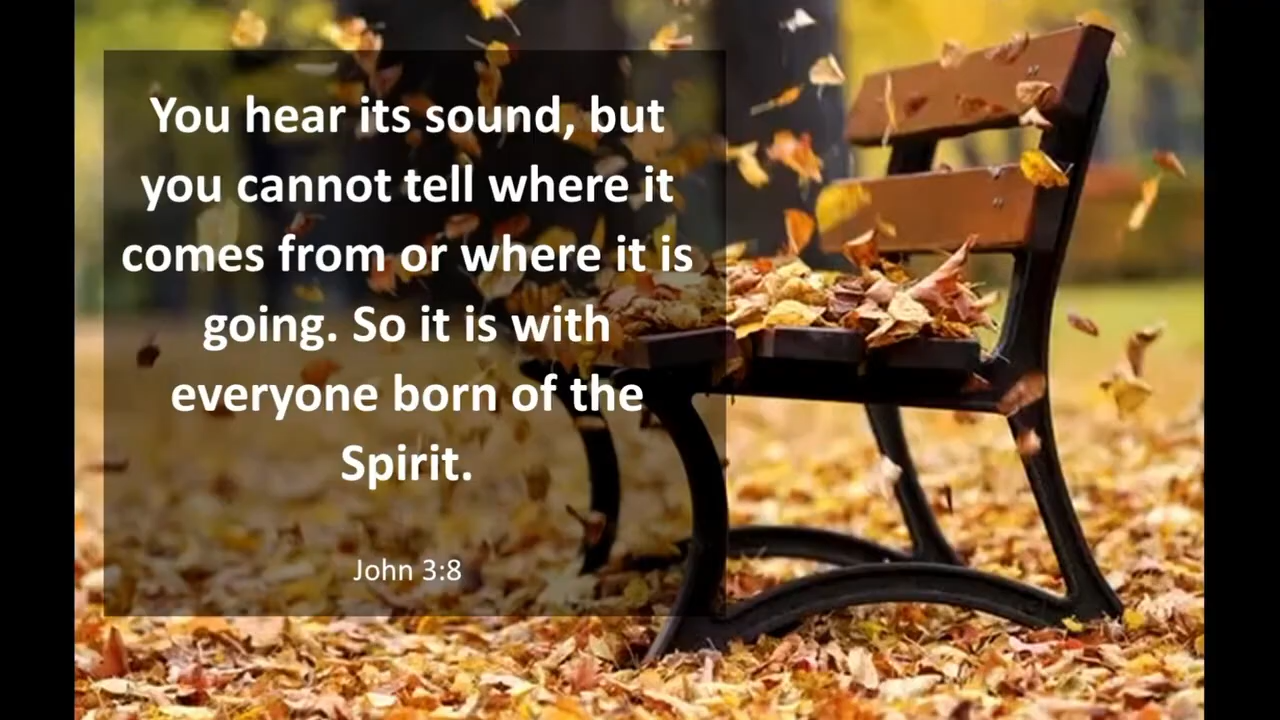 You hear its sound, but
you cannot tell where it
comes from or where it is
going. So it is with
everyone born of the
Spirit.
John 3:8